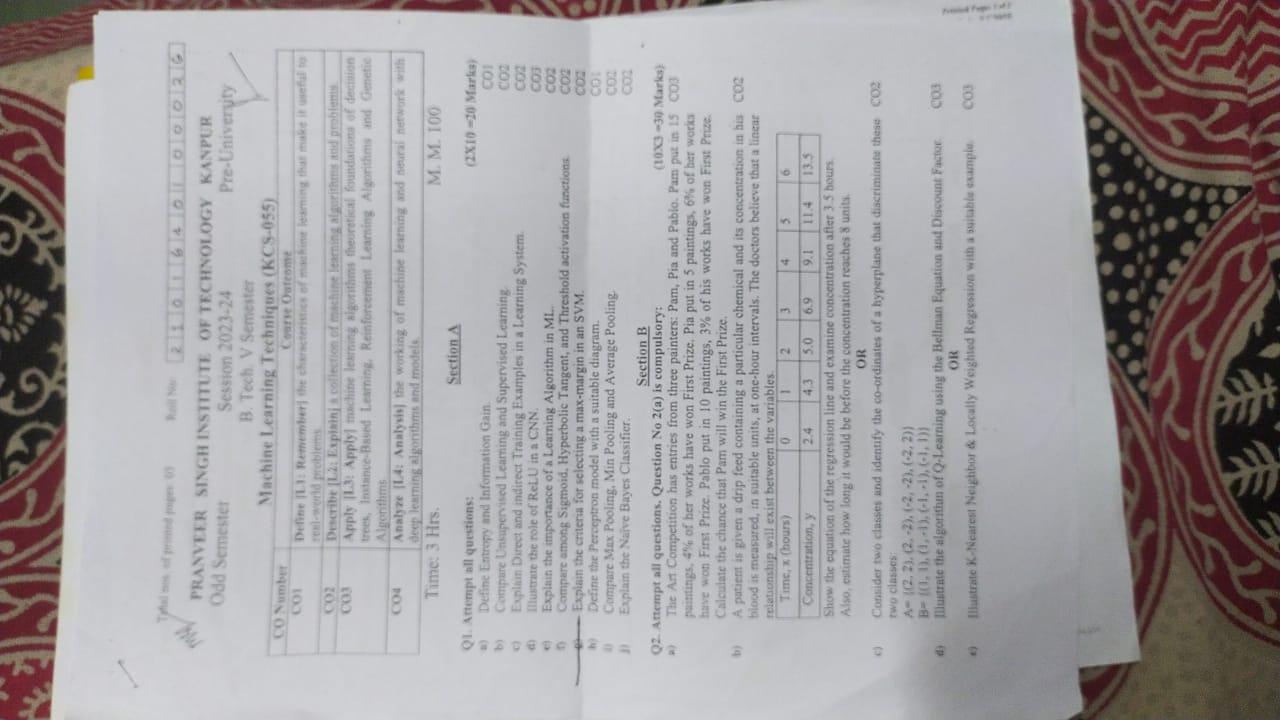 Total nos. of printed pages: 03 Roll No: 2 1 0 1 6 4 0 1 0 0 0 2 6
PRANVEER SINGH INSTITUTE OF TECHNOLOGY KANPUR
Odd Semester Session 2023-24 Pre-University
B. Tech. V Semester
Machine Learning Techniques (KCS-055)
CO Number Course Outcome
CO1 Define [L1: Remember] the characteristics of machine learning that make it useful to
real-world problems.
CO2 Describe [L2: Explain] a collection of machine learning algorithms and problems.
CO3 Apply [L3: Apply] machine learning algorithms theoretical foundations of decision
trees, Instance-Based Learning, Reinforcement Learning Algorithms and Genetic
Algorithms
CO4 Analyze [L4: Analysis] the working of machine learning and neural network with
deep learning algorithms and models.
Time: 3 Hrs. M. M. 100
Section A
Q1. Attempt all questions: (2X10 =20 Marks)
a) Define Entropy and Information Gain. CO1
b) Compare Unsupervised Learning and Supervised Learning. CO2
c) Explain Direct and indirect Training Examples in a Learning System. CO2
d) Illustrate the role of ReLU in a CNN. CO3
e) Explain the importance of a Learning Algorithm in ML. CO2
f) Compare among Sigmoid, Hyperbolic Tangent, and Threshold activation functions. CO2
g) Explain the criteria for selecting a max-margin in an SVM. CO2
h) Define the Perceptron model with a suitable diagram. CO1
i) Compare Max Pooling, Min Pooling and Average Pooling. CO2
j) Explain the Naïve Bayes Classifier. CO2
Section B
Q2. Attempt all questions. Question No 2(a) is compulsory: (10X3 =30 Marks)
a) The Art Competition has entries from three painters: Pam, Pia and Pablo. Pam put in 15 CO3
paintings, 4% of her works have won First Prize. Pia put in 5 paintings, 6% of her works
have won First Prize. Pablo put in 10 paintings, 3% of his works have won First Prize.
Calculate the chance that Pam will win the First Prize.
b) A patient is given a drip feed containing a particular chemical and its concentration in his CO2
blood is measured, in suitable units, at one-hour intervals. The doctors believe that a linear
relationship will exist between the variables.
Time, x (hours) 0 1 2 3 4 5 6
Concentration, y 2.4 4.3 5.0 6.9 9.1 11.4 13.5
Show the equation of the regression line and examine concentration after 3.5 hours.
Also, estimate how long it would be before the concentration reaches 8 units.
OR
c) Consider two classes and identify the co-ordinates of a hyperplane that discriminate these CO2
two classes:
A= {(2, 2), (2, -2), (-2, -2), (-2, 2)}
B= {(1, 1), (1, -1), (-1, -1), (-1, 1)}
d) Illustrate the algorithm of Q-Learning using the Bellman Equation and Discount Factor. CO3
OR
e) Illustrate K-Nearest Neighbor & Locally Weighted Regression with a suitable example. CO3